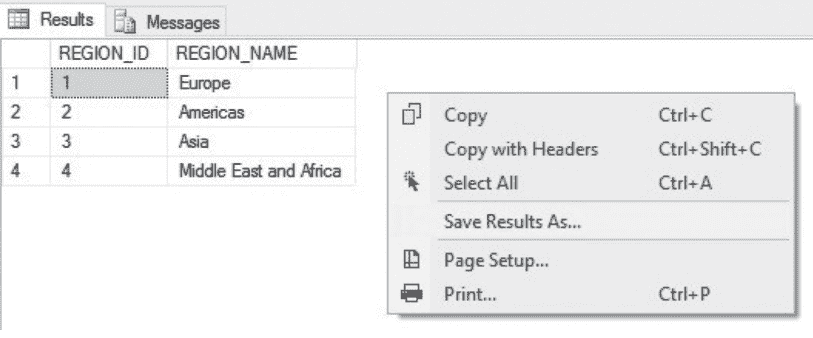 Results Messages
REGION_ID REGION_NAME
1 1 Europe
2 2 Americas
3 3 Asia
4 4 Middle East and Africa
Copy Ctrl+C
Copy with Headers Ctrl+Shift+C
Select All Ctrl+A
Save Results As...
Page Setup...
Print... Ctrl+P